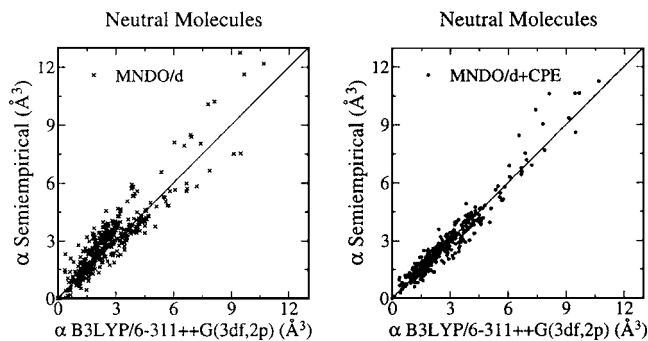 Neutral Molecules
12
9
6
3
0
α Semiempirical (Å³)
× MNDO/d
0 3 6 9 12
α B3LYP/6-311++G(3df,2p) (Å³)
Neutral Molecules
12
9
6
3
0
α Semiempirical (Å³)
• MNDO/d+CPE
0 3 6 9 12
α B3LYP/6-311++G(3df,2p) (Å³)